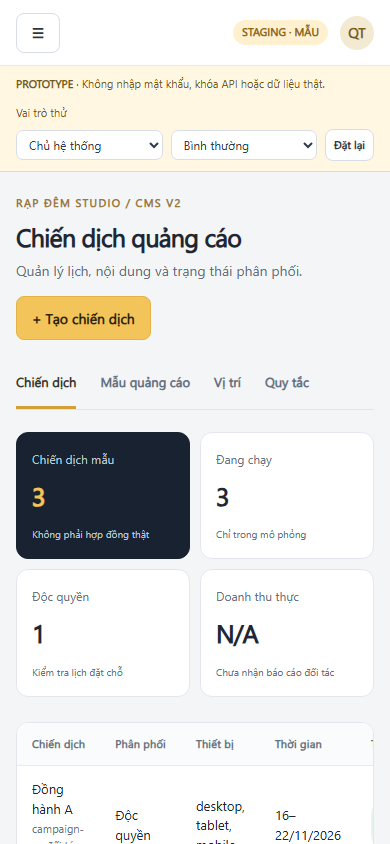 ☰
STAGING · MẪU
QT
PROTOTYPE · Không nhập mật khẩu, khóa API hoặc dữ liệu thật.
Vai trò thử
Chủ hệ thống
Bình thường
Đặt lại
RẠP ĐÊM STUDIO / CMS V2
Chiến dịch quảng cáo
Quản lý lịch, nội dung và trạng thái phân phối.
+ Tạo chiến dịch
Chiến dịch
Mẫu quảng cáo
Vị trí
Quy tắc
Chiến dịch mẫu
3
Không phải hợp đồng thật
Đang chạy
3
Chỉ trong mô phỏng
Độc quyền
1
Kiểm tra lịch đặt chỗ
Doanh thu thực
N/A
Chưa nhận báo cáo đối tác
Chiến dịch
Phân phối
Thiết bị
Thời gian
Đồng
hành A
campaign-
Độc
quyền
desktop,
tablet,
16–
22/11/2026